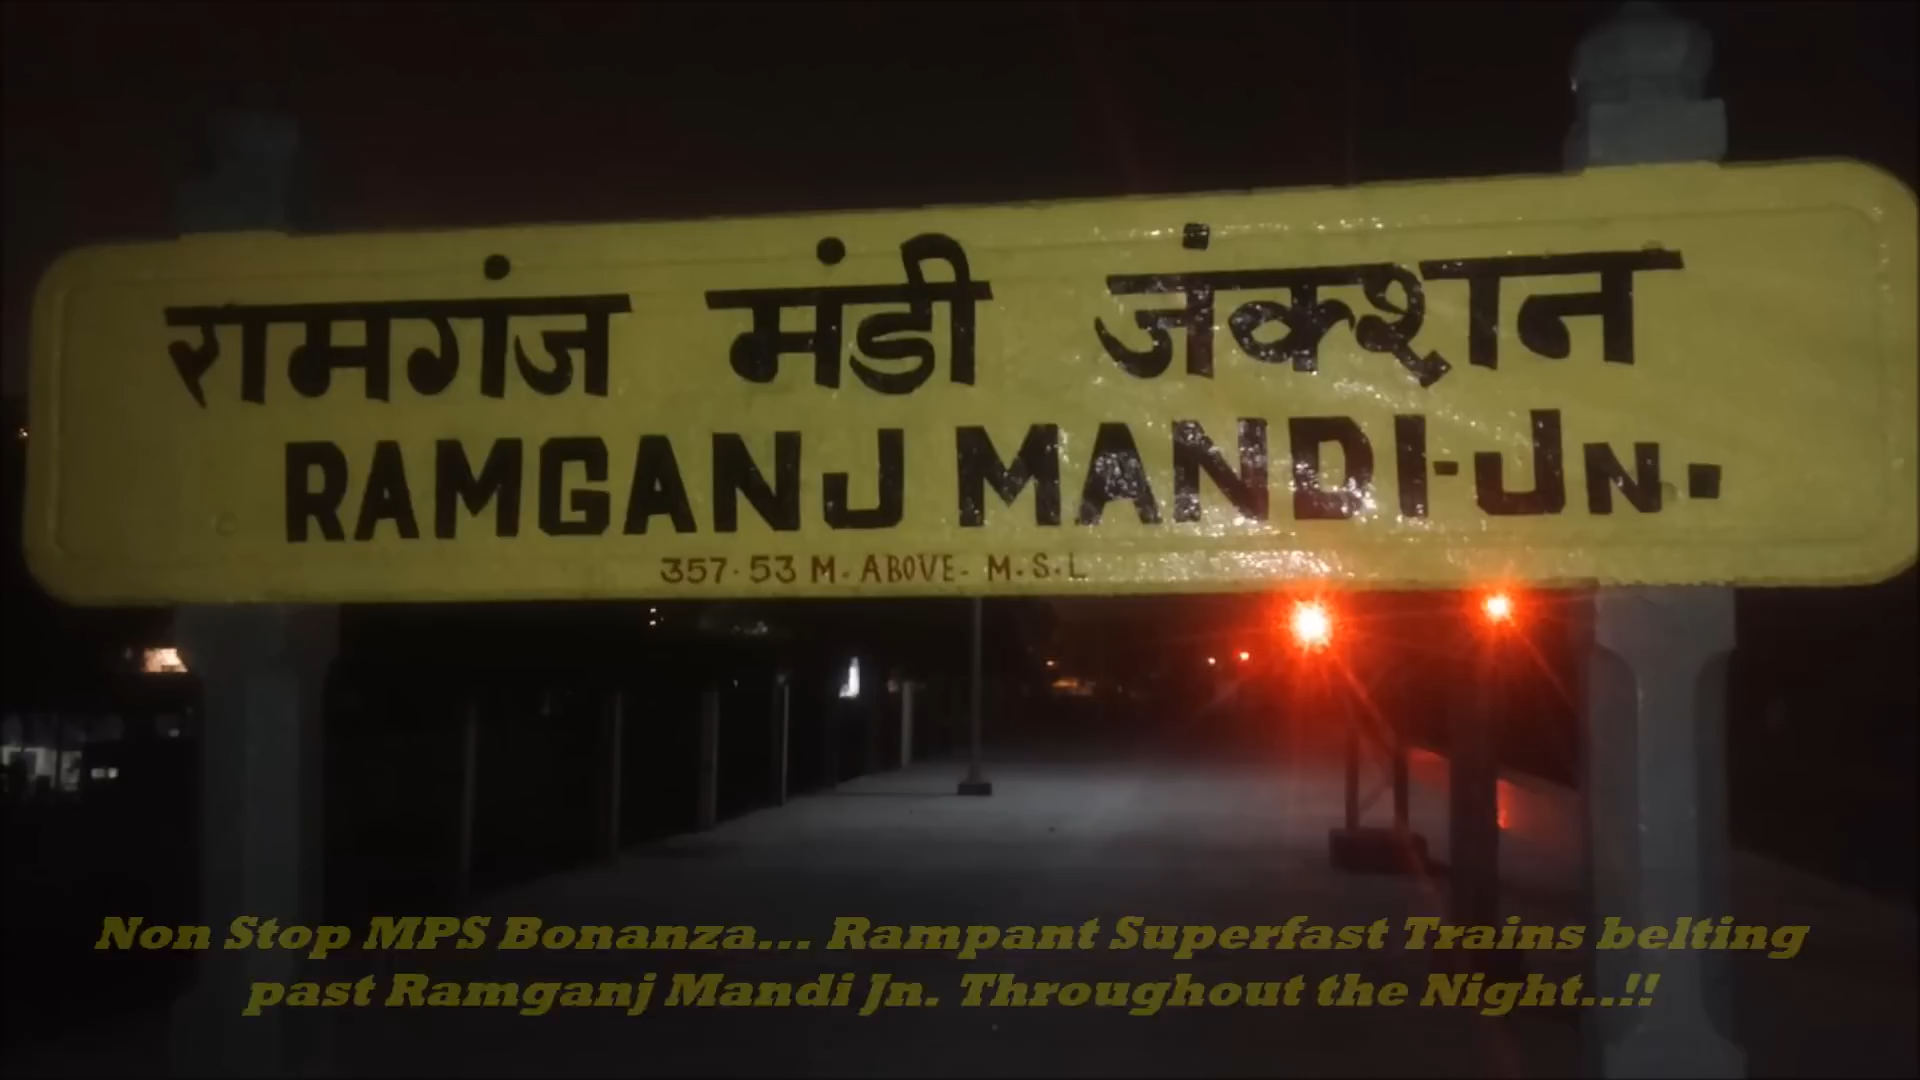 रामगंज मंडी जंक्शन
RAMGANJ MANDI-JN.
357.53 M. ABOVE. M.S.L
Non Stop MPS Bonanza... Rampant Superfast Trains belting
past Ramganj Mandi Jn. Throughout the Night..!!